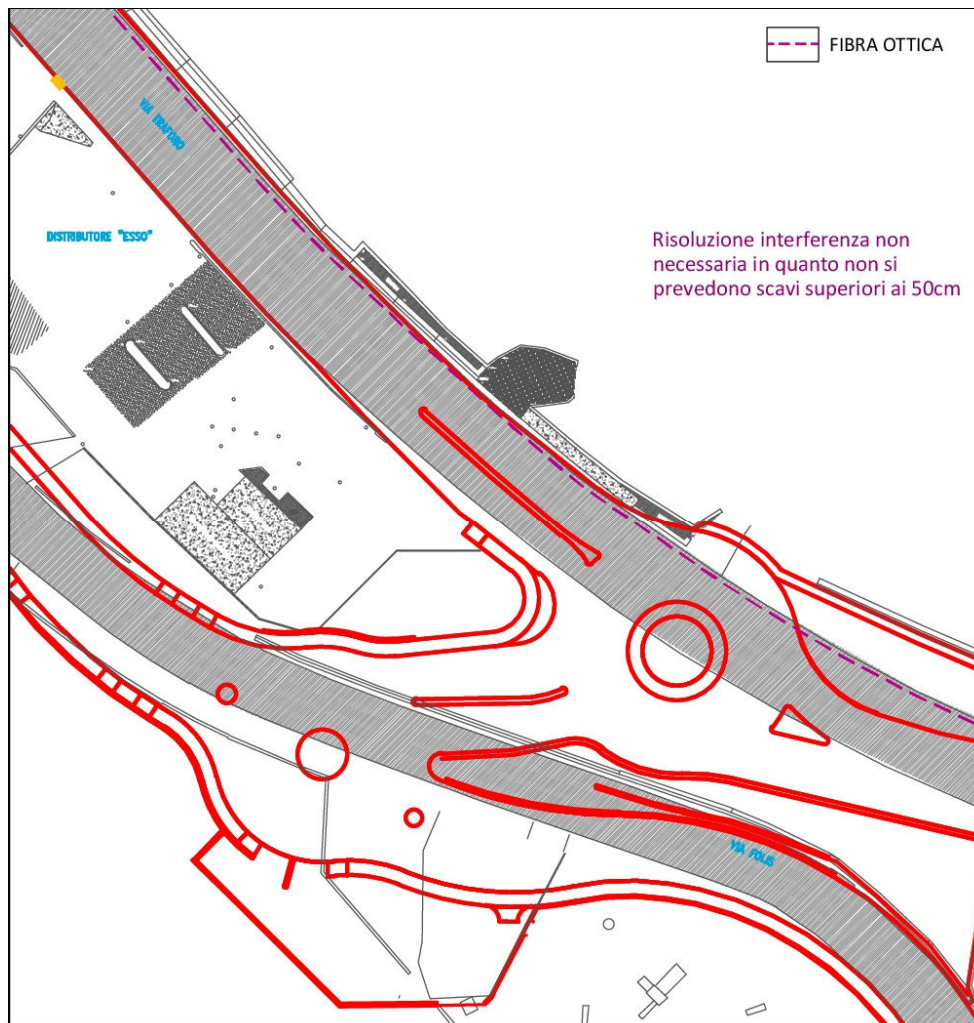 FIBRA OTTICA
VIA TRAFORO
DISTRIBUTORE "ESSO"
Risoluzione interferenza non
necessaria in quanto non si
prevedono scavi superiori ai 50cm
VIA FOLIS